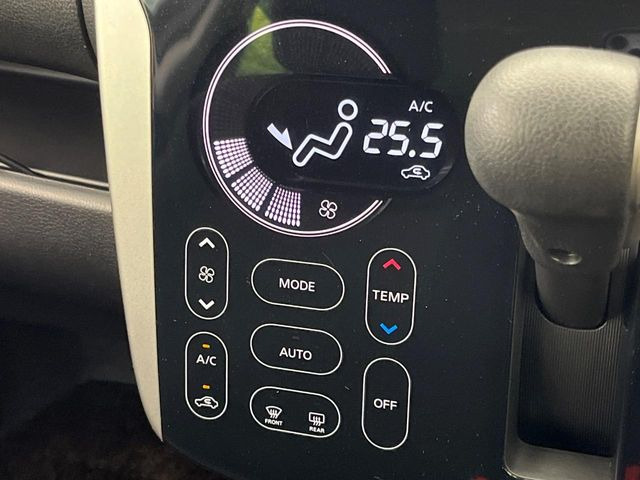 A/C
25.5
MODE
TEMP
AUTO
A/C
OFF
FRONT
REAR